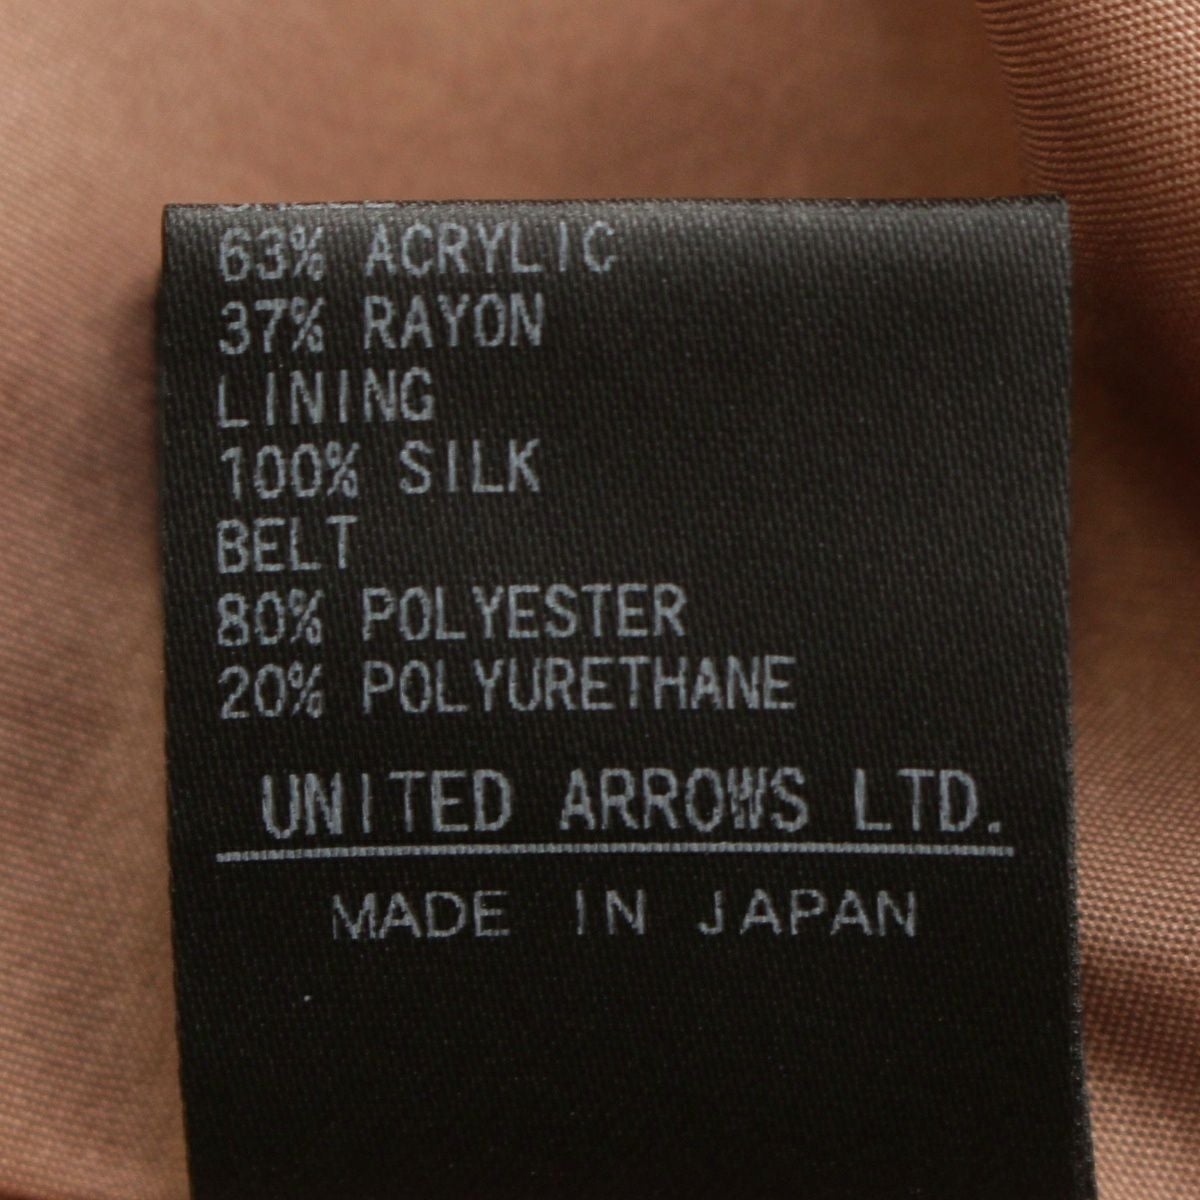 63% ACRYLIC
37% RAYON
LINING
100% SILK
BELT
80% POLYESTER
20% POLYURETHANE
UNITED ARROWS LTD.
MADE IN JAPAN